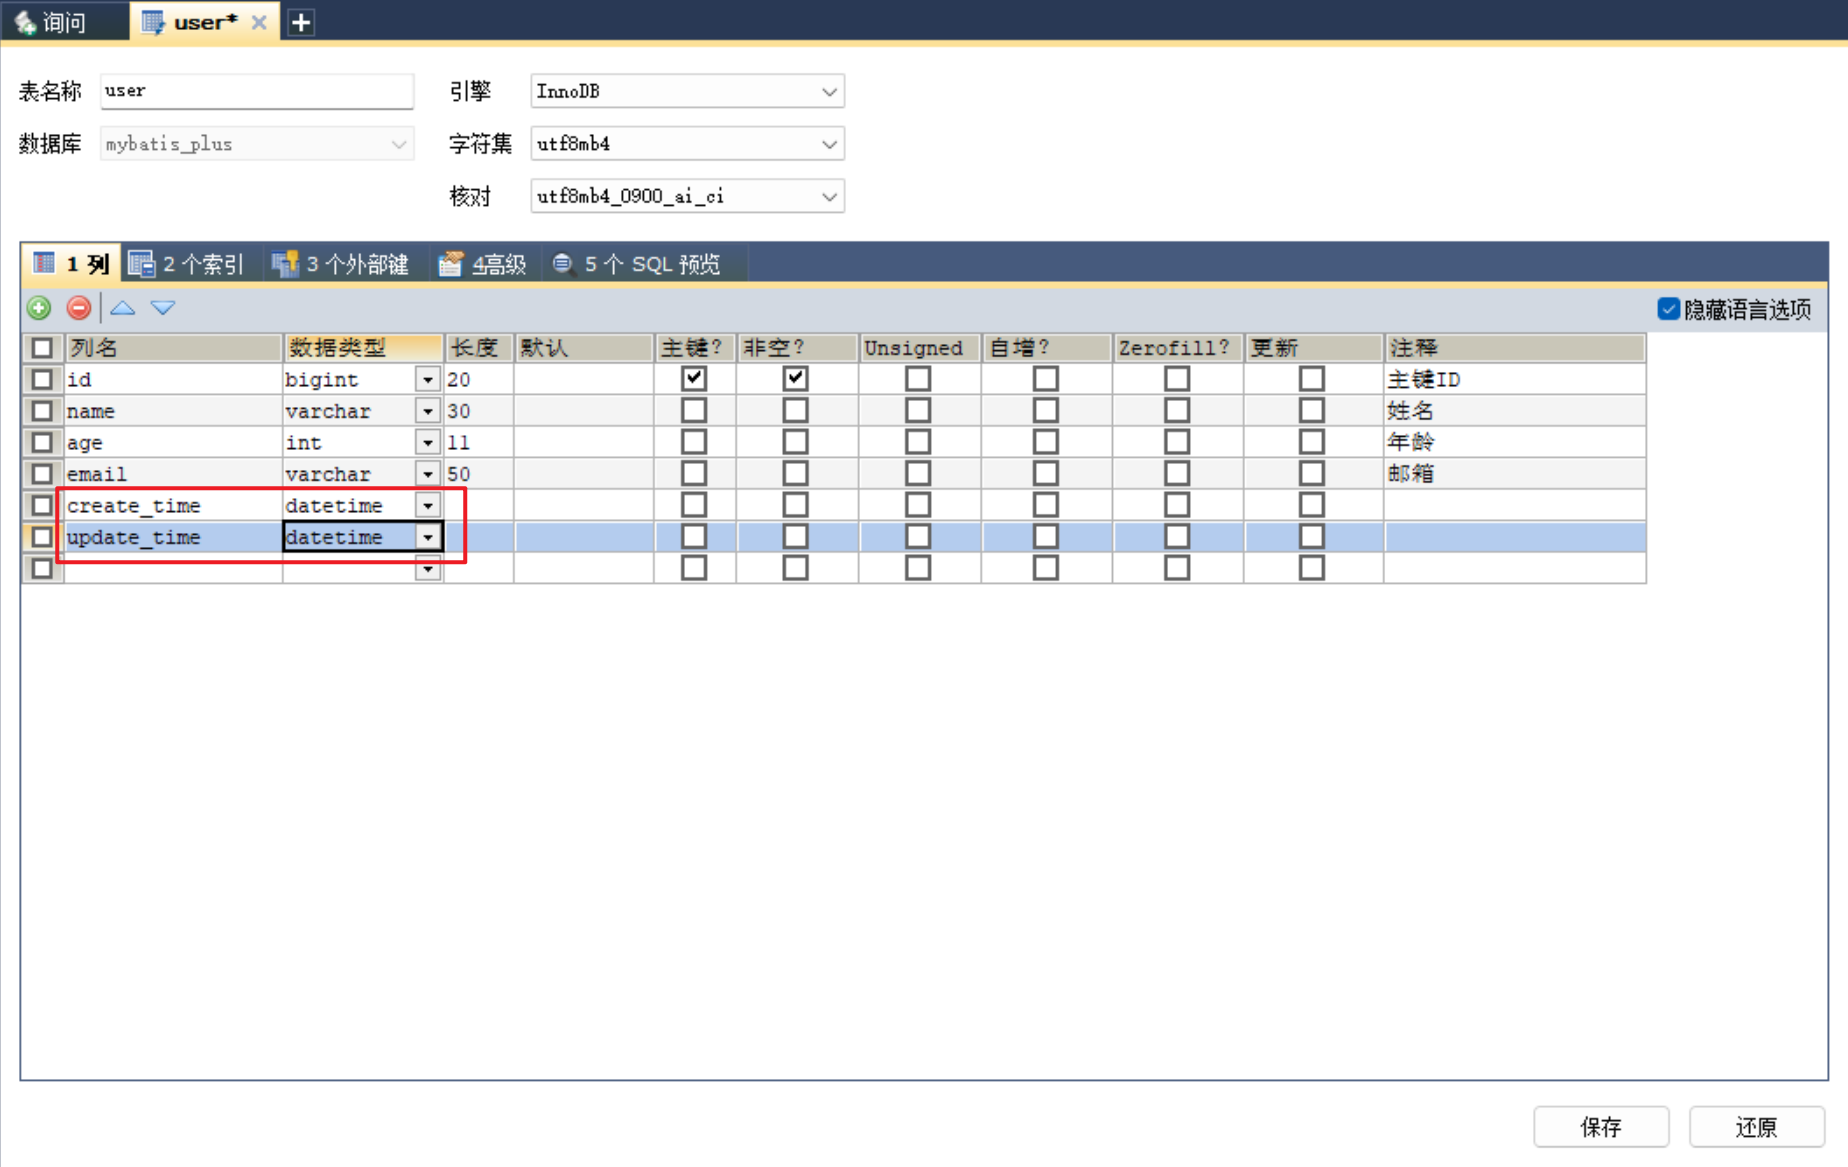 询问 user*
表名称 user 引擎 InnoDB
数据库 mybatis_plus 字符集 utf8mb4
核对 utf8mb4_0900_ai_ci
1 列 2 个索引 3 个外部键 4高级 5 个 SQL 预览
隐藏语言选项
列名 数据类型 长度 默认 主键? 非空? Unsigned 自增? Zerofill? 更新 注释
id bigint 20 主键ID
name varchar 30 姓名
age int 11 年龄
email varchar 50 邮箱
create_time datetime
update_time datetime
保存 还原